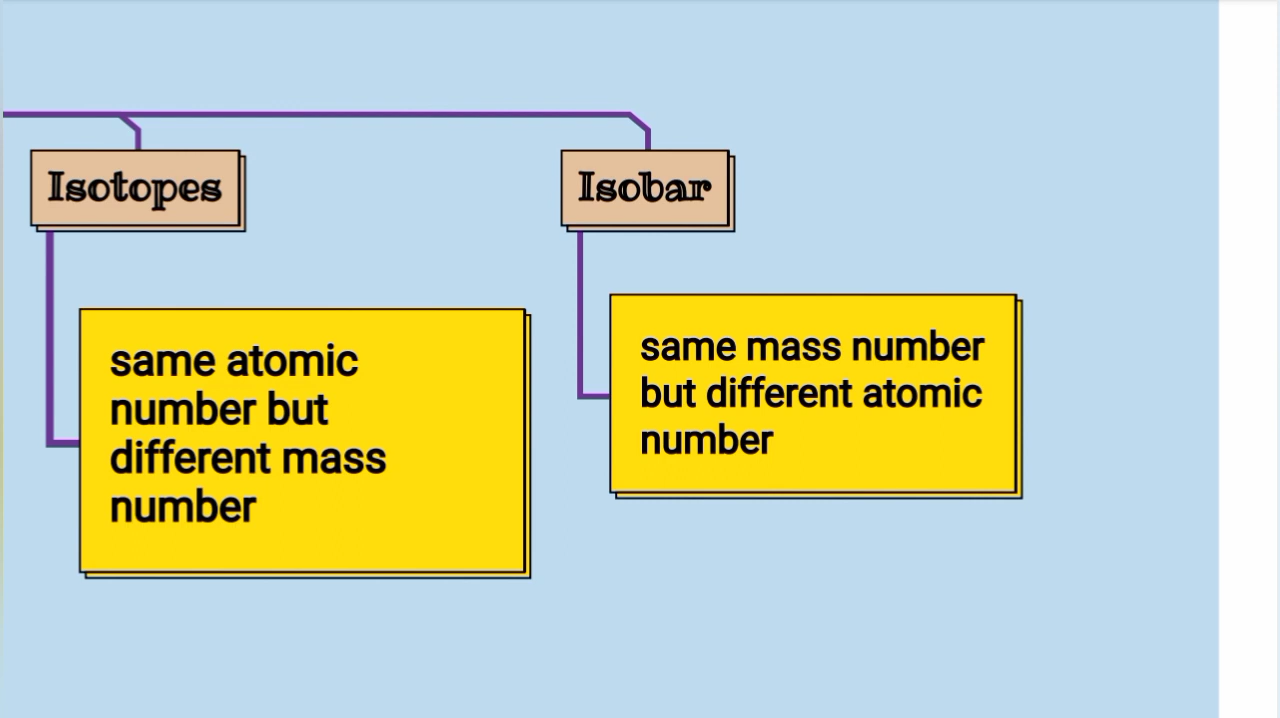 Isotopes
same atomic
number but
different mass
number
Isobar
same mass number
but different atomic
number